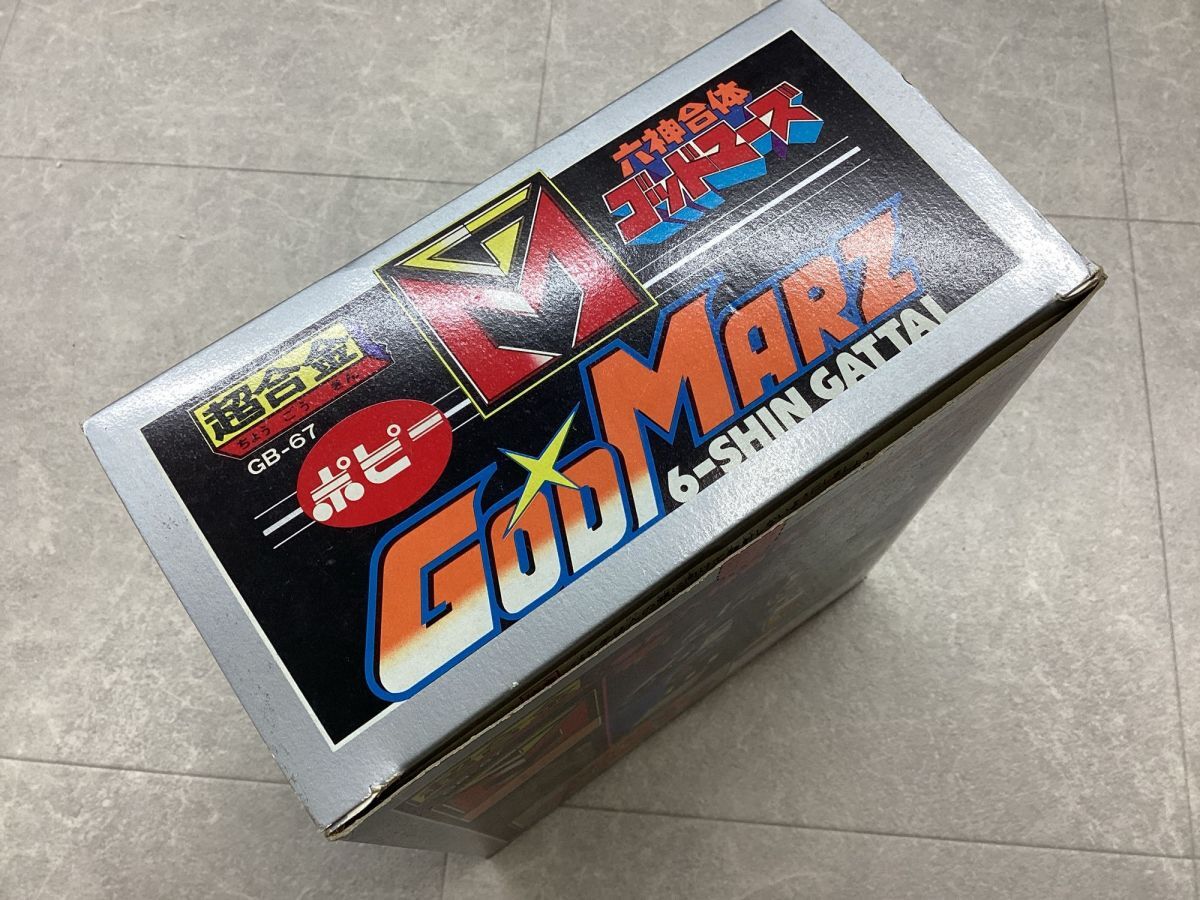 六神合体
ゴッドマーズ
超合金
ちょう ごう きん
GB-67
ポピー
GODMARZ
6-SHIN GATTAI